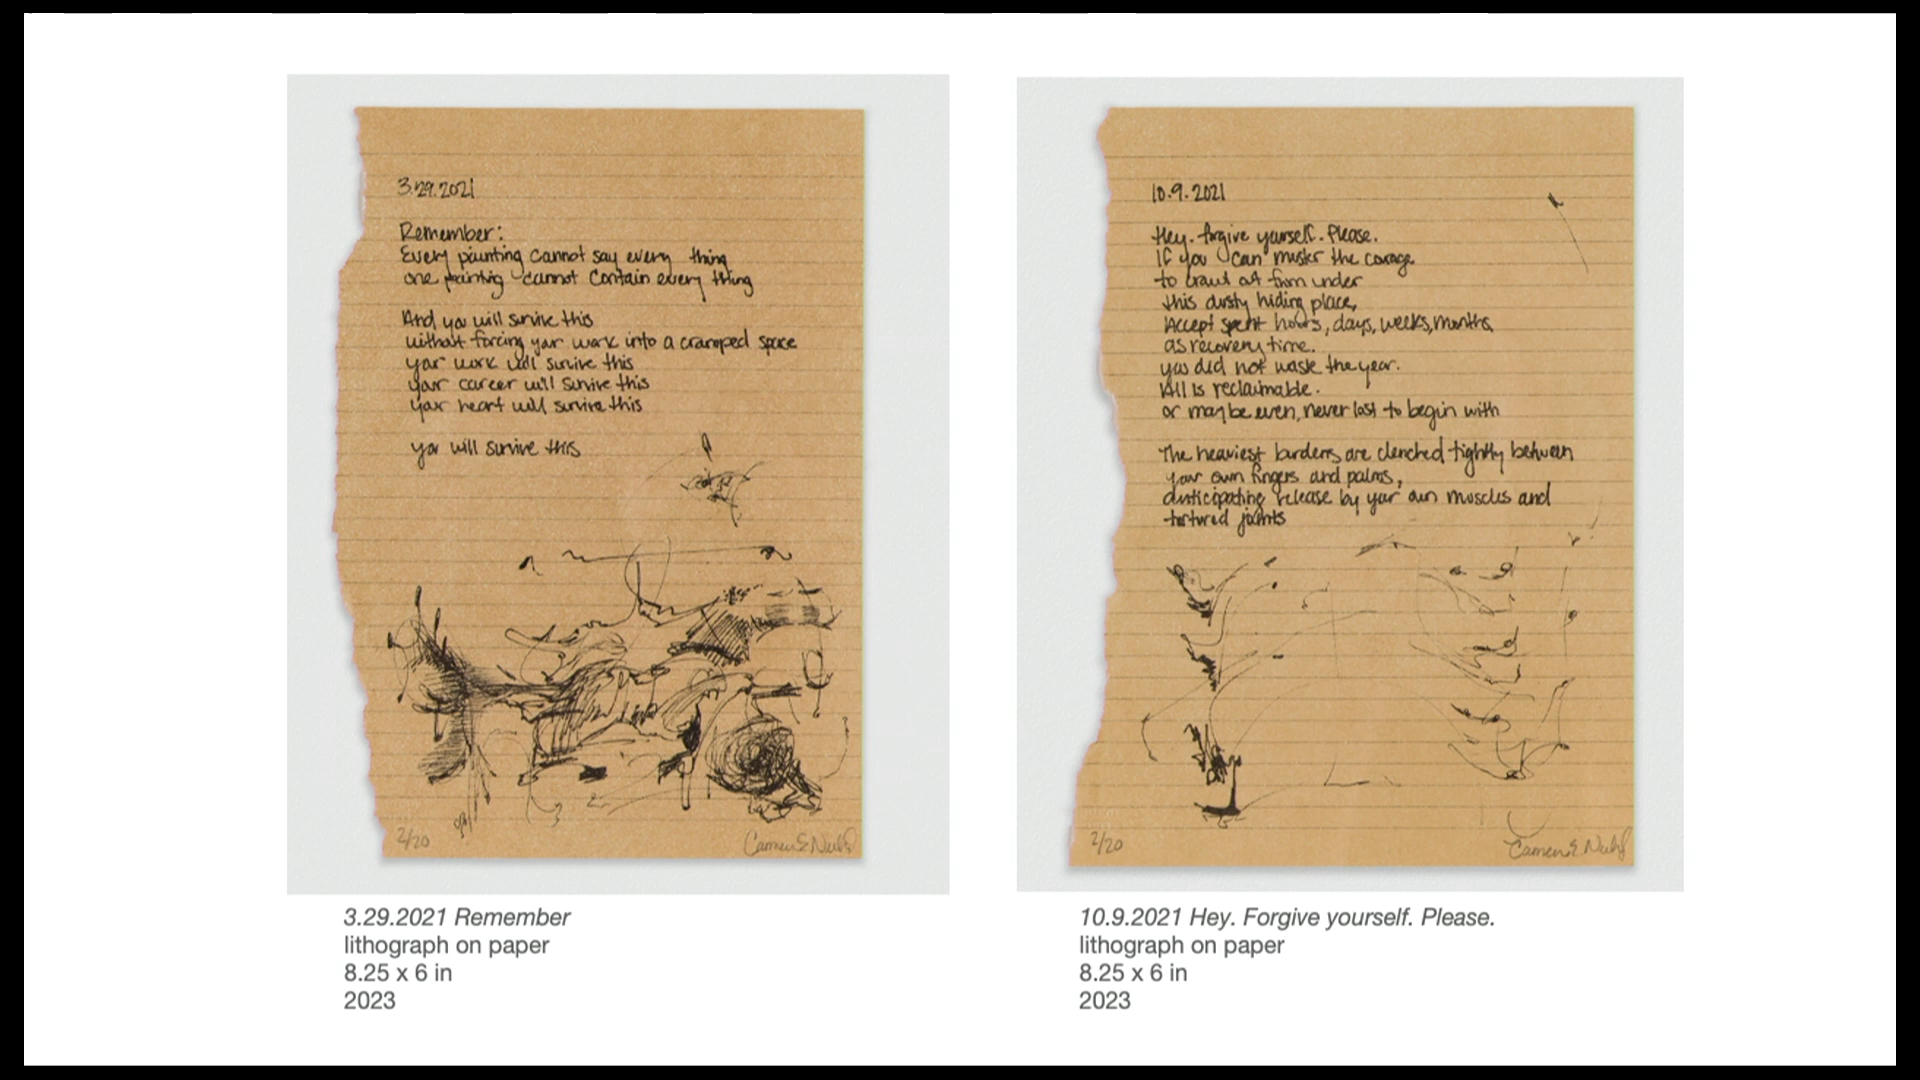 3.29.2021
Remember:
Every painting cannot say every thing
one painting cannot contain every thing
And you will survive this
without forcing your work into a cramped space
your work will survive this
your career will survive this
your heart will survive this
you will survive this
2/20
3.29.2021 Remember
lithograph on paper
8.25 x 6 in
2023
10.9.2021
Hey. forgive yourself. Please.
If you can muster the courage
to crawl out from under
this dusty hiding place,
Accept spent hours, days, weeks, months
as recovery time.
you did not waste the year.
All is reclaimable.
or maybe even, never lost to begin with
The heaviest burdens are clenched tightly between
your own fingers and palms,
anticipating release by your own muscles and
tortured joints
2/20
10.9.2021 Hey. Forgive yourself. Please.
lithograph on paper
8.25 x 6 in
2023